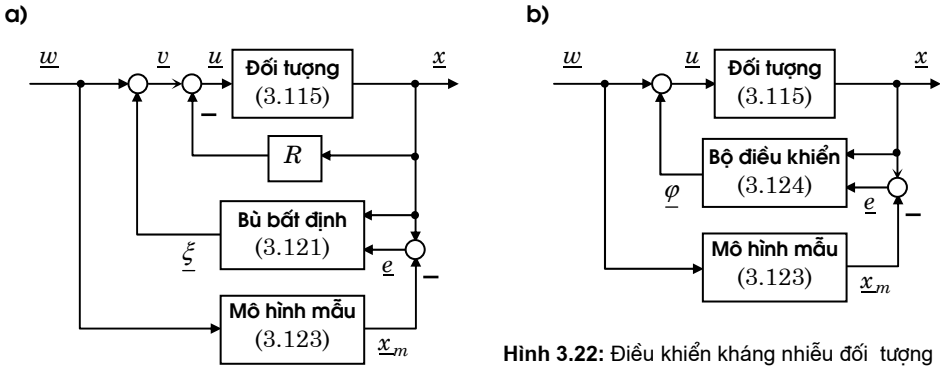 a)
w v u x
Đối tượng
(3.115)
−
R
Bù bất định
(3.121)
ξ e
−
Mô hình mẫu
(3.123)
x_m
b)
w u x
Đối tượng
(3.115)
Bộ điều khiển
(3.124)
φ e
−
Mô hình mẫu
(3.123)
x_m
Hình 3.22: Điều khiển kháng nhiễu đối tượng